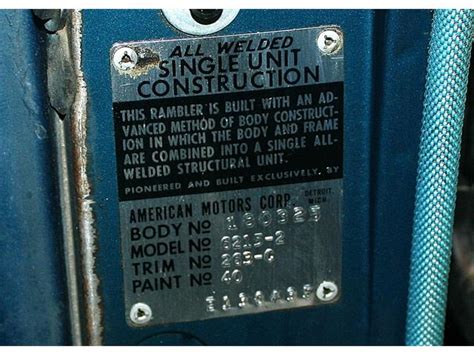 ALL WELDED
SINGLE UNIT
CONSTRUCTION
THIS RAMBLER IS BUILT WITH AN AD-
VANCED METHOD OF BODY CONSTRUCT-
ION IN WHICH THE BODY AND FRAME
ARE COMBINED INTO A SINGLE ALL-
WELDED STRUCTURAL UNIT.
PIONEERED AND BUILT EXCLUSIVELY, BY
AMERICAN MOTORS CORP. DETROIT, MICH.
BODY NO
MODEL NO
TRIM NO
PAINT NO 40